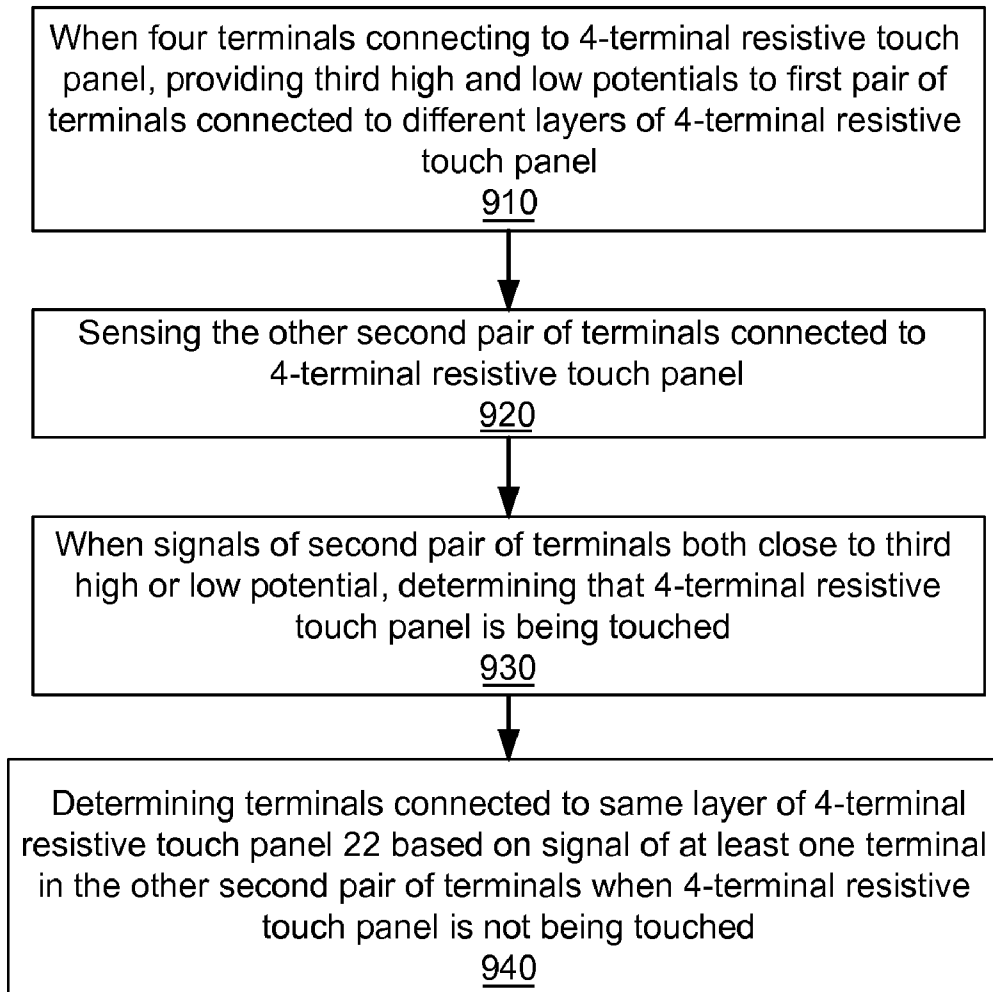 When four terminals connecting to 4-terminal resistive touch
panel, providing third high and low potentials to first pair of
terminals connected to different layers of 4-terminal resistive
touch panel
910
Sensing the other second pair of terminals connected to
4-terminal resistive touch panel
920
When signals of second pair of terminals both close to third
high or low potential, determining that 4-terminal resistive
touch panel is being touched
930
Determining terminals connected to same layer of 4-terminal
resistive touch panel 22 based on signal of at least one terminal
in the other second pair of terminals when 4-terminal resistive
touch panel is not being touched
940